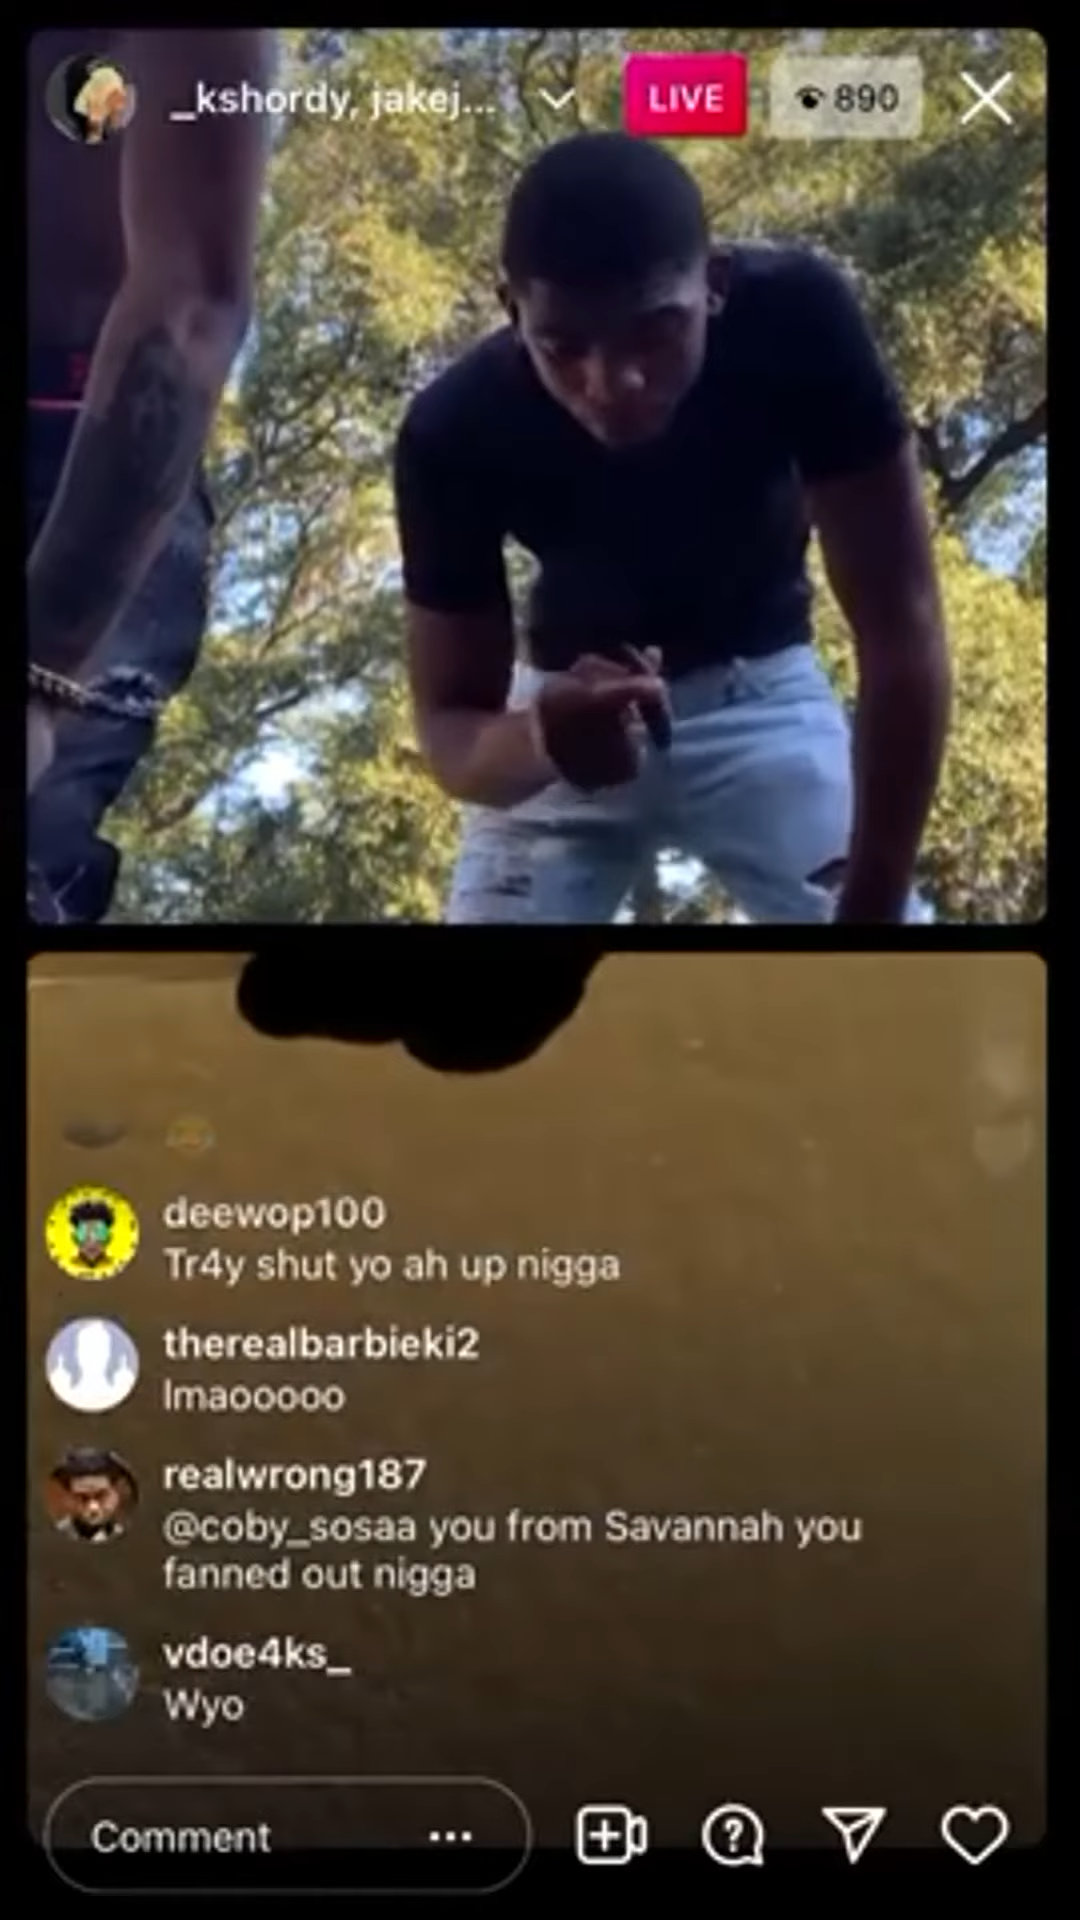 _kshordy, jakej...
LIVE
890
deewop100
Tr4y shut yo ah up nigga
therealbarbieki2
lmaooooo
realwrong187
@coby_sosaa you from Savannah you
fanned out nigga
vdoe4ks_
Wyo
Comment